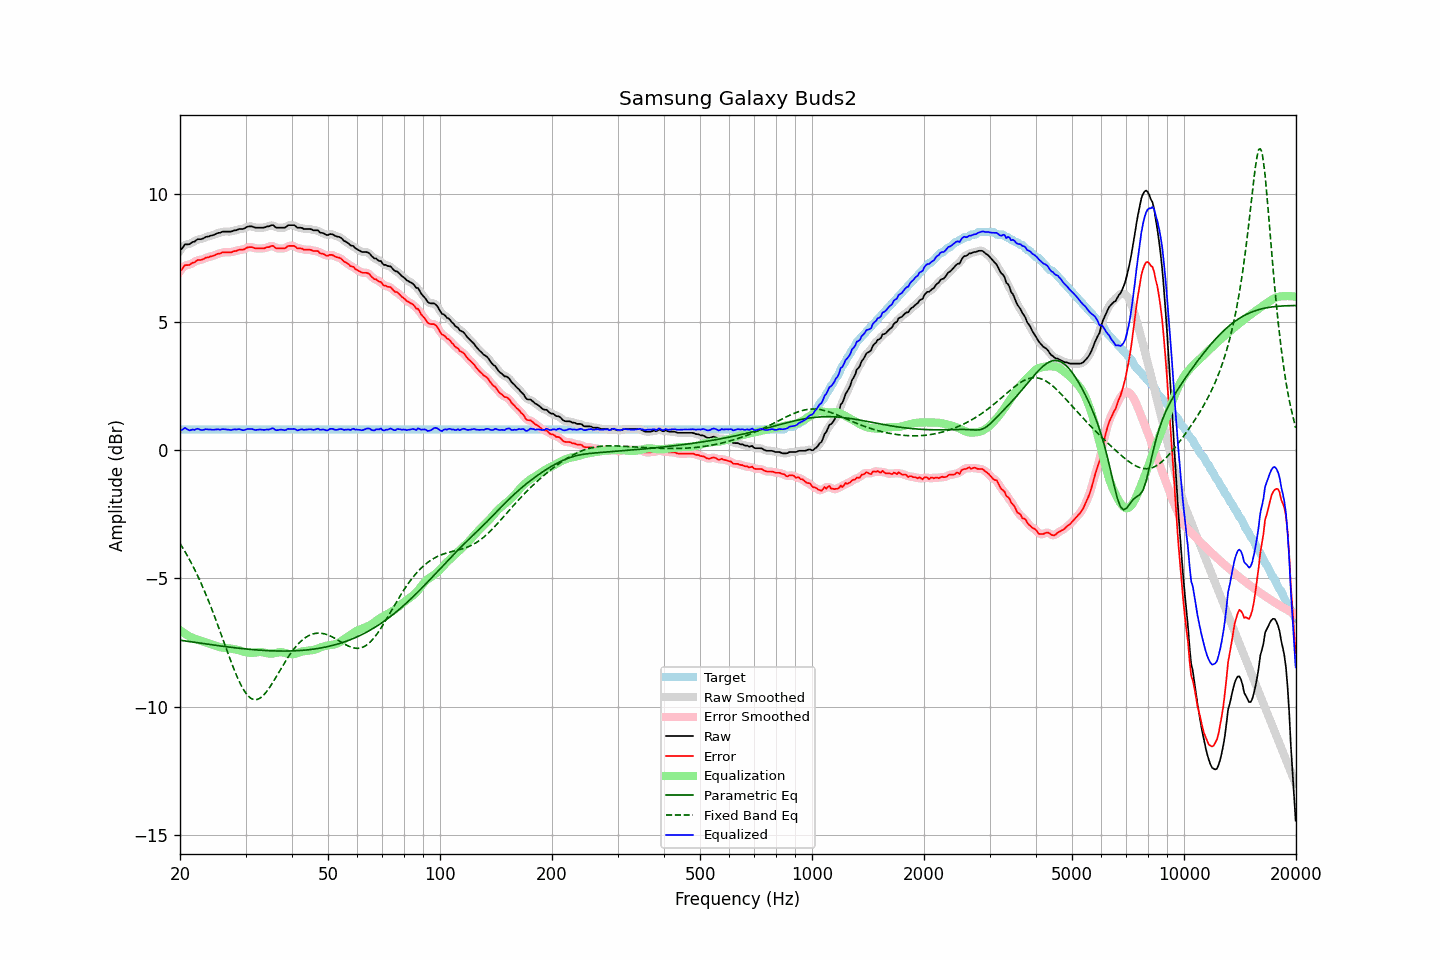 Samsung Galaxy Buds2
Amplitude (dBr)
10
5
0
−5
−10
−15
Target
Raw Smoothed
Error Smoothed
Raw
Error
Equalization
Parametric Eq
Fixed Band Eq
Equalized
20 50 100 200 500 1000 2000 5000 10000 20000
Frequency (Hz)